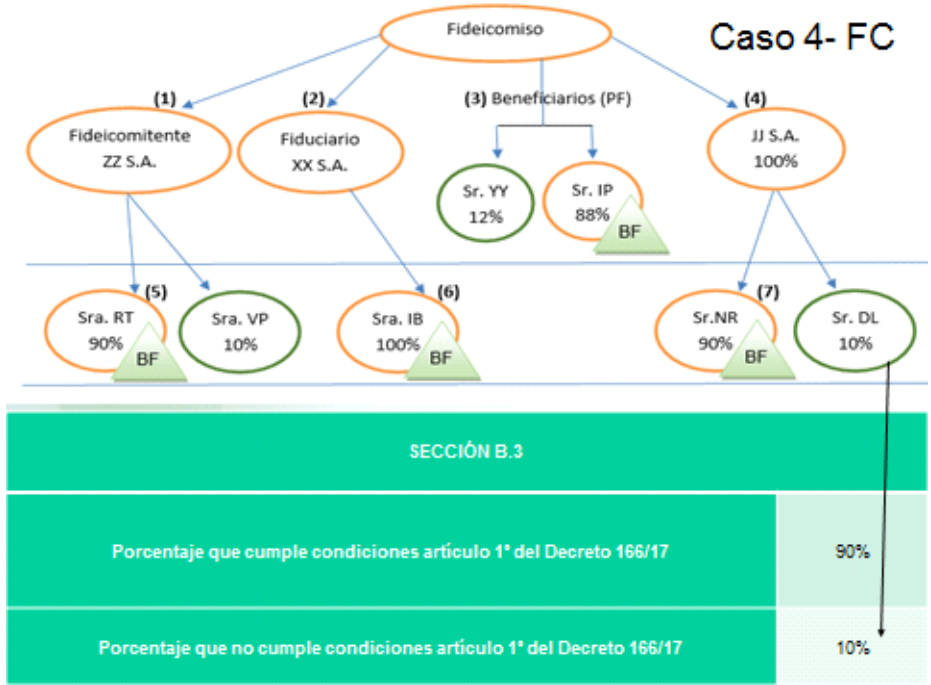 Caso 4- FC
Fideicomiso
(1)
(2)
(3) Beneficiarios (PF)
(4)
Fideicomitente
ZZ S.A.
Fiduciario
XX S.A.
Sr. YY
12%
Sr. IP
88%
BF
JJ S.A.
100%
(5)
Sra. RT
90%
BF
Sra. VP
10%
(6)
Sra. IB
100%
BF
(7)
Sr.NR
90%
BF
Sr. DL
10%
SECCIÓN B.3
Porcentaje que cumple condiciones artículo 1° del Decreto 166/17
90%
Porcentaje que no cumple condiciones artículo 1° del Decreto 166/17
10%